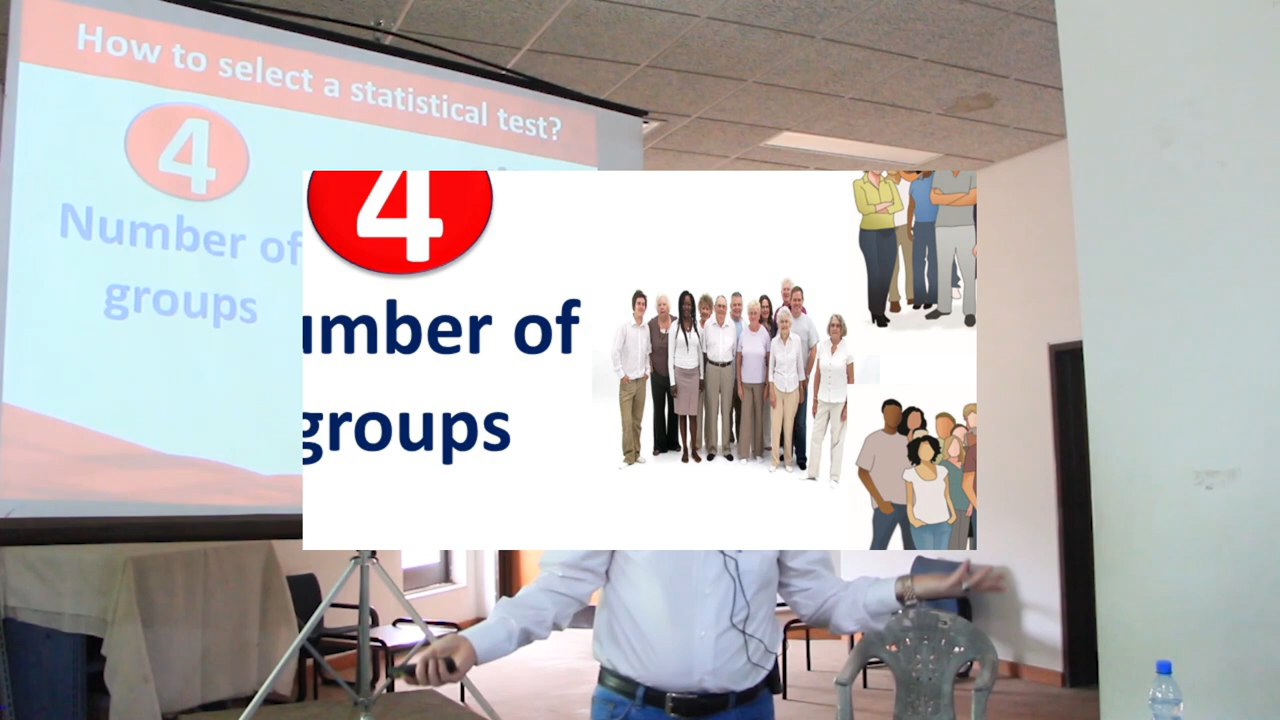 How to select a statistical test?
4
Number of
groups
4
umber of
groups